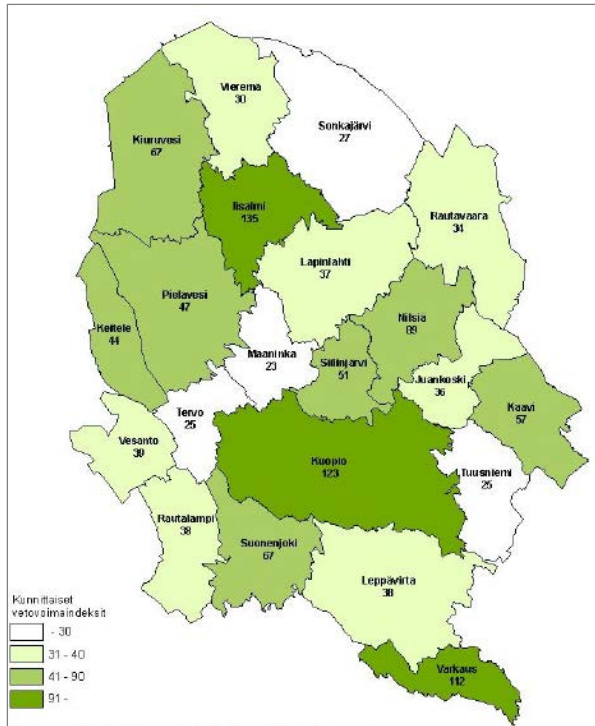 Vierema
30
Sonkajärvi
27
Kiuruvesi
67
Iisalmi
135
Rautavaara
34
Lapinlahti
37
Pielavesi
47
Keitele
44
Nilsiä
89
Maaninka
23
Siilinjärvi
51
Juankoski
36
Kaavi
57
Tervo
25
Vesanto
39
Kuopio
123
Tuusniemi
25
Rautalampi
38
Suonenjoki
67
Leppävirta
38
Varkaus
112
Kunnittaiset
vetovoimaindeksit
- 30
31 - 40
41 - 90
91 -